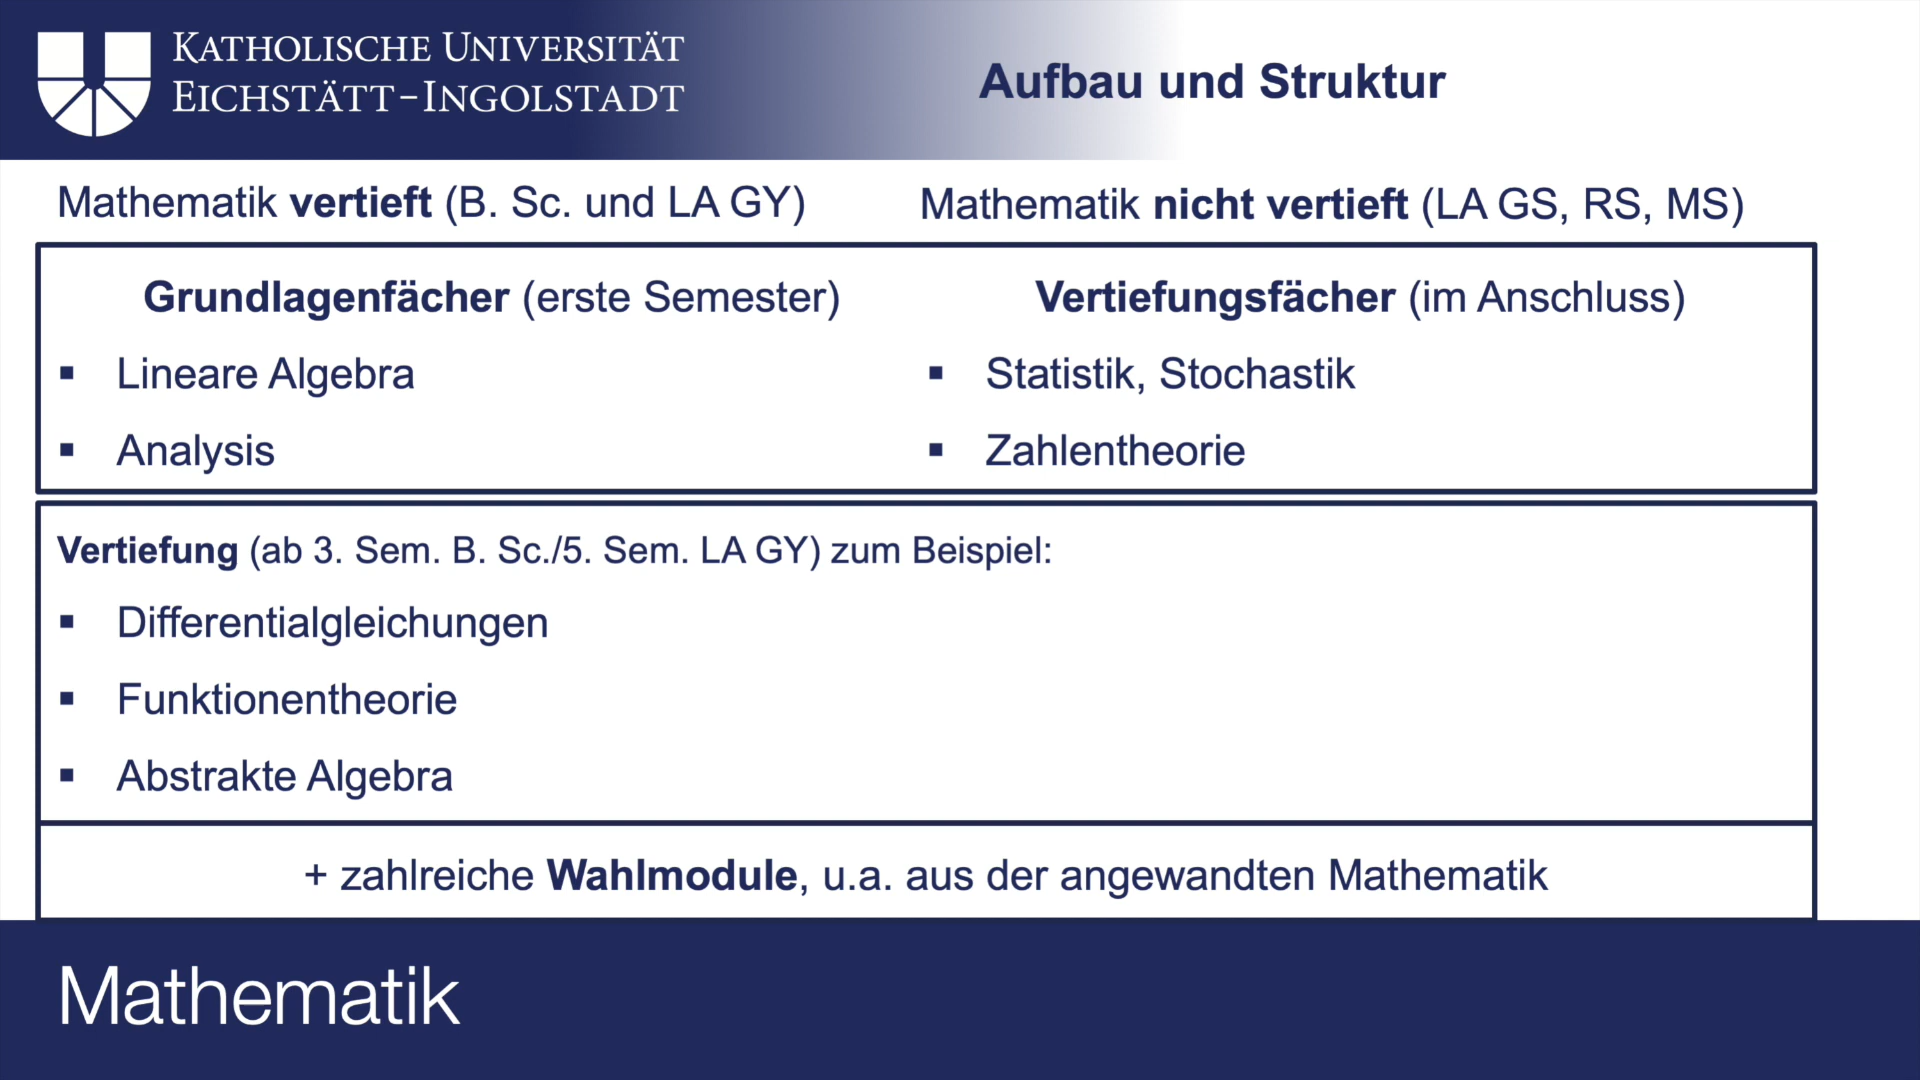 KATHOLISCHE UNIVERSITÄT
EICHSTÄTT-INGOLSTADT
Aufbau und Struktur
Mathematik vertieft (B. Sc. und LA GY)
Mathematik nicht vertieft (LA GS, RS, MS)
Grundlagenfächer (erste Semester)
▪ Lineare Algebra
▪ Analysis
Vertiefungsfächer (im Anschluss)
▪ Statistik, Stochastik
▪ Zahlentheorie
Vertiefung (ab 3. Sem. B. Sc./5. Sem. LA GY) zum Beispiel:
▪ Differentialgleichungen
▪ Funktionentheorie
▪ Abstrakte Algebra
+ zahlreiche Wahlmodule, u.a. aus der angewandten Mathematik
Mathematik